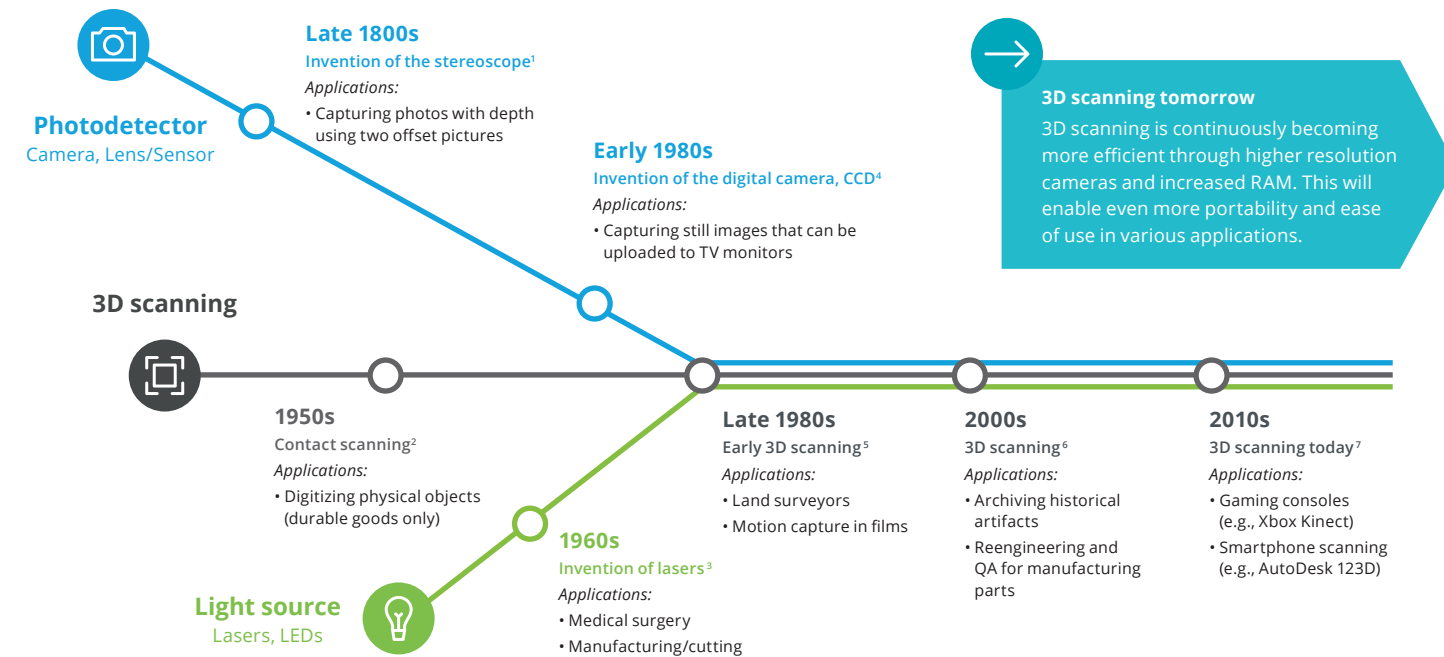 Photodetector
Camera, Lens/Sensor
Late 1800s
Invention of the stereoscope¹
Applications:
• Capturing photos with depth
using two offset pictures
Early 1980s
Invention of the digital camera, CCD⁴
Applications:
• Capturing still images that can be
uploaded to TV monitors
3D scanning tomorrow
3D scanning is continuously becoming
more efficient through higher resolution
cameras and increased RAM. This will
enable even more portability and ease
of use in various applications.
3D scanning
1950s
Contact scanning²
Applications:
• Digitizing physical objects
(durable goods only)
Late 1980s
Early 3D scanning⁵
Applications:
• Land surveyors
• Motion capture in films
2000s
3D scanning⁶
Applications:
• Archiving historical
artifacts
• Reengineering and
QA for manufacturing
parts
2010s
3D scanning today⁷
Applications:
• Gaming consoles
(e.g., Xbox Kinect)
• Smartphone scanning
(e.g., AutoDesk 123D)
Light source
Lasers, LEDs
1960s
Invention of lasers³
Applications:
• Medical surgery
• Manufacturing/cutting